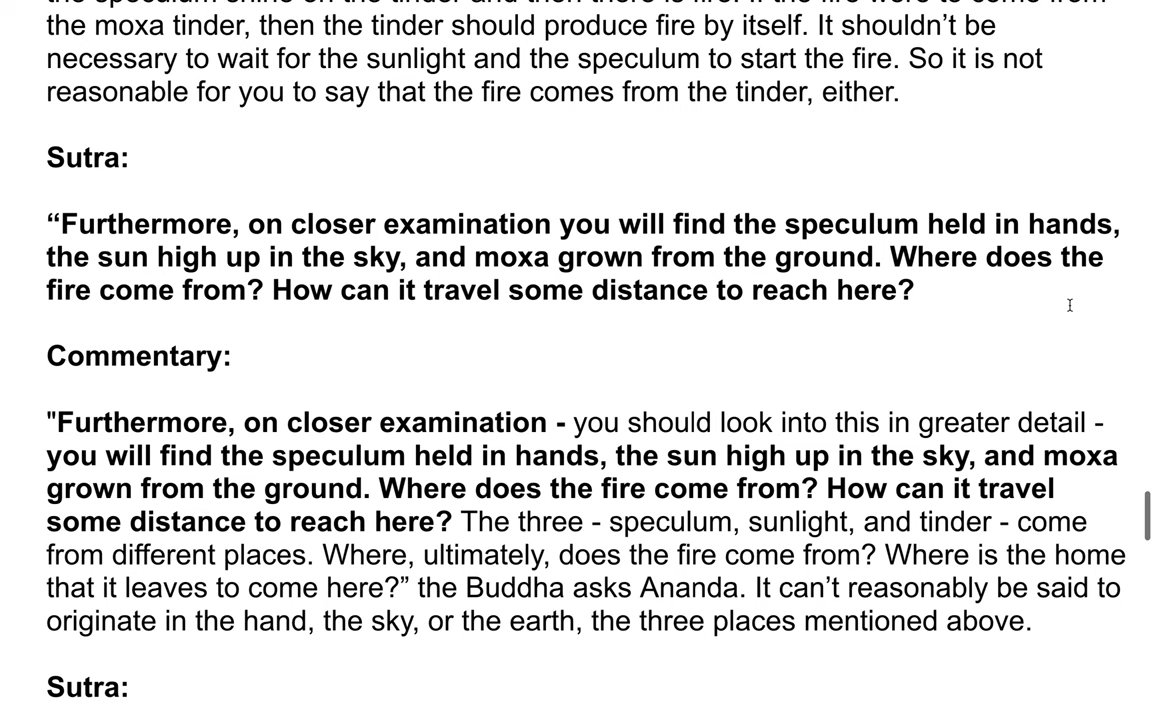 the moxa tinder, then the tinder should produce fire by itself. It shouldn’t be
necessary to wait for the sunlight and the speculum to start the fire. So it is not
reasonable for you to say that the fire comes from the tinder, either.
Sutra:
“Furthermore, on closer examination you will find the speculum held in hands,
the sun high up in the sky, and moxa grown from the ground. Where does the
fire come from? How can it travel some distance to reach here?
Commentary:
"Furthermore, on closer examination - you should look into this in greater detail -
you will find the speculum held in hands, the sun high up in the sky, and moxa
grown from the ground. Where does the fire come from? How can it travel
some distance to reach here? The three - speculum, sunlight, and tinder - come
from different places. Where, ultimately, does the fire come from? Where is the home
that it leaves to come here?” the Buddha asks Ananda. It can’t reasonably be said to
originate in the hand, the sky, or the earth, the three places mentioned above.
Sutra: